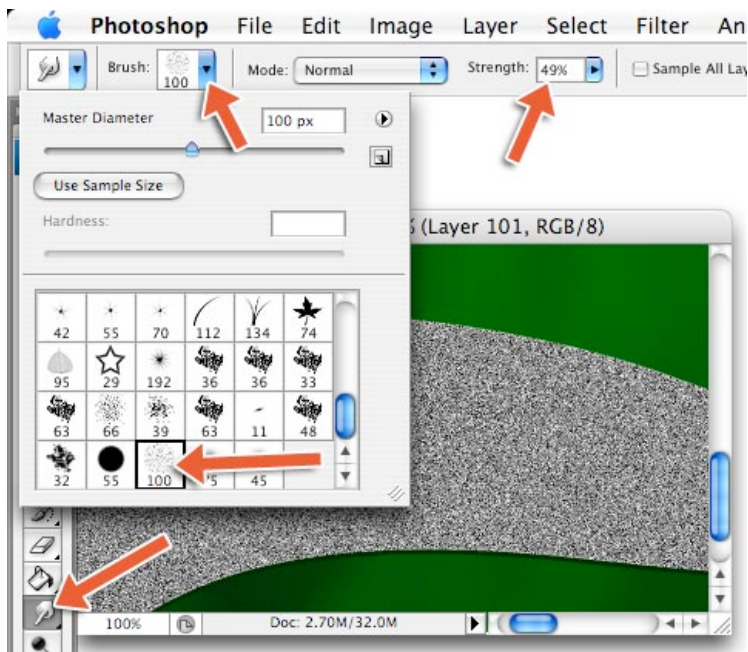 Photoshop File Edit Image Layer Select Filter An
Brush: 100 Mode: Normal Strength: 49% Sample All Lay
Master Diameter 100 px
Use Sample Size
Hardness:
% (Layer 101, RGB/8)
42 55 70 112 134 74
95 29 192 36 36 33
63 66 39 63 11 48
32 55 100 45
100% Doc: 2.70M/32.0M